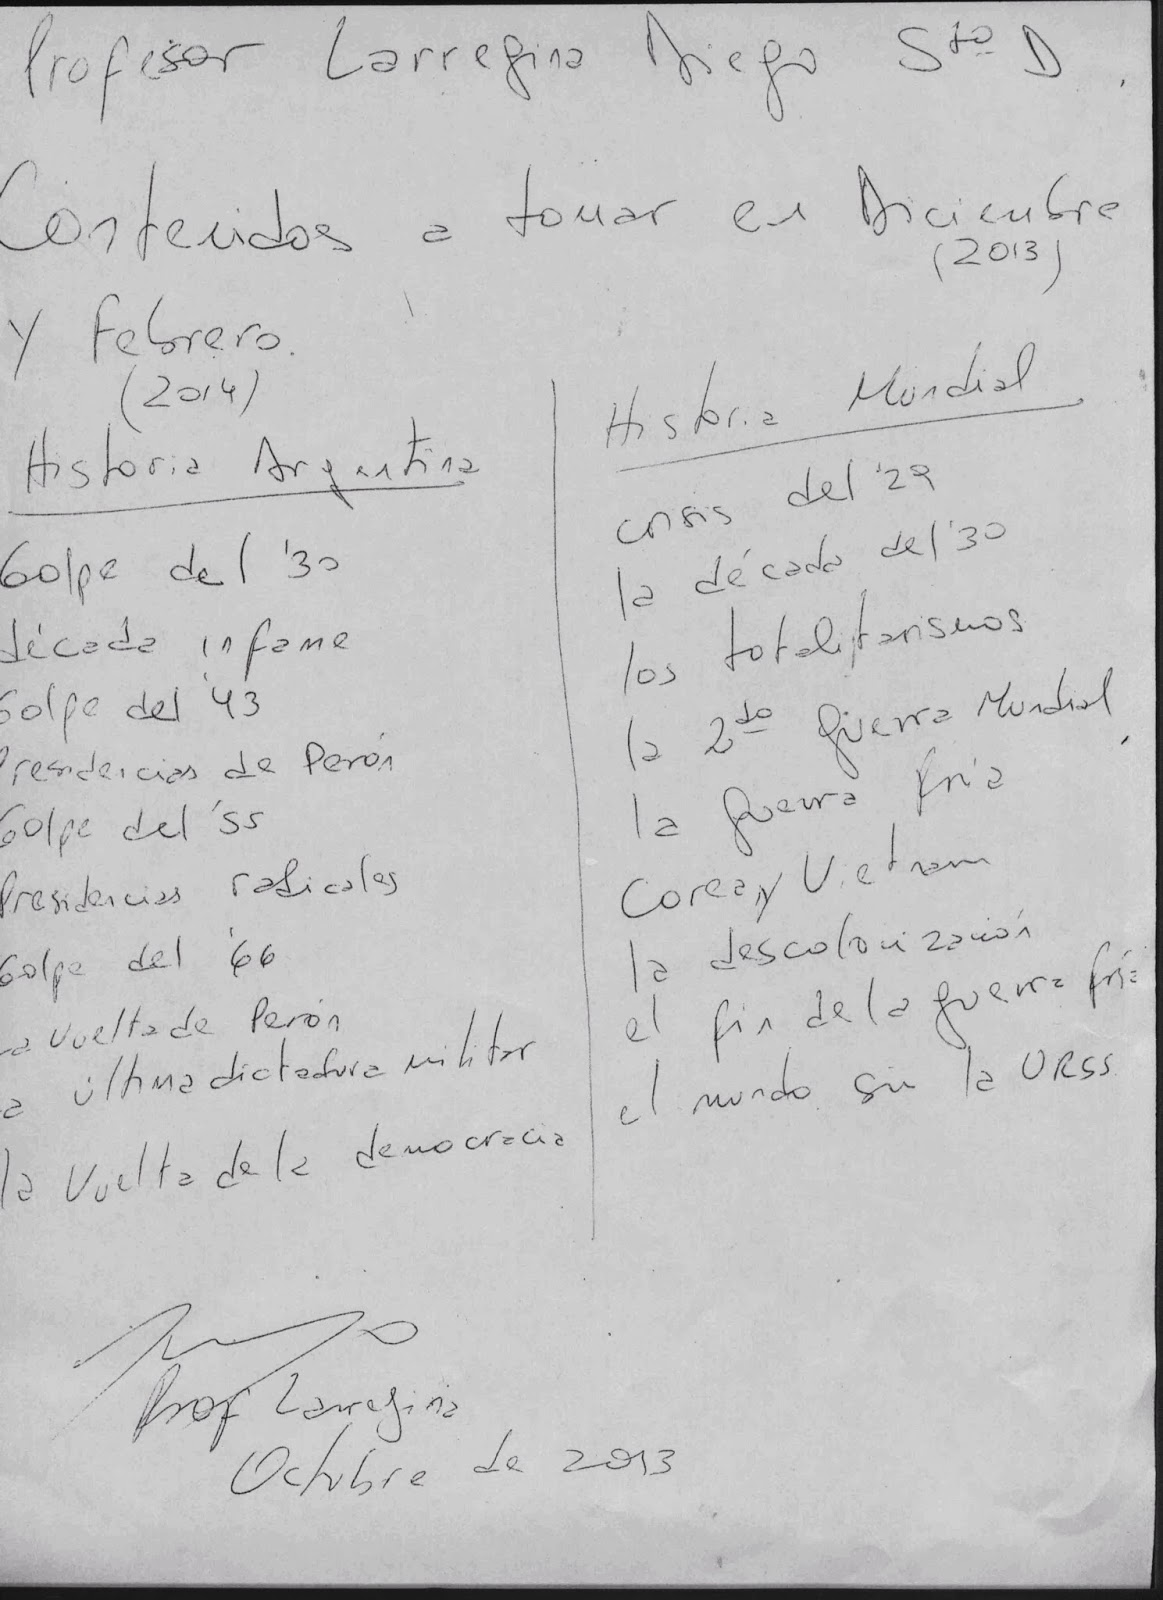 Profesor Larregina Diego 5to D.
Contenidos a tomar en Diciembre
(2013)
y febrero.
(2014)
Historia Argentina
Golpe del '30
década infame
Golpe del '43
Presidencias de Perón
Golpe del '55
Presidencias radicales
Golpe del '66
La vuelta de Perón
la última dictadura militar
la vuelta de la democracia
Historia Mundial
crisis del '29
la década del '30
los totalitarismos
la 2da guerra Mundial
la guerra fría
Corea y Vietnam
la descolonización
el fin de la guerra fría
el mundo sin la URSS
Prof Larregina
Octubre de 2013